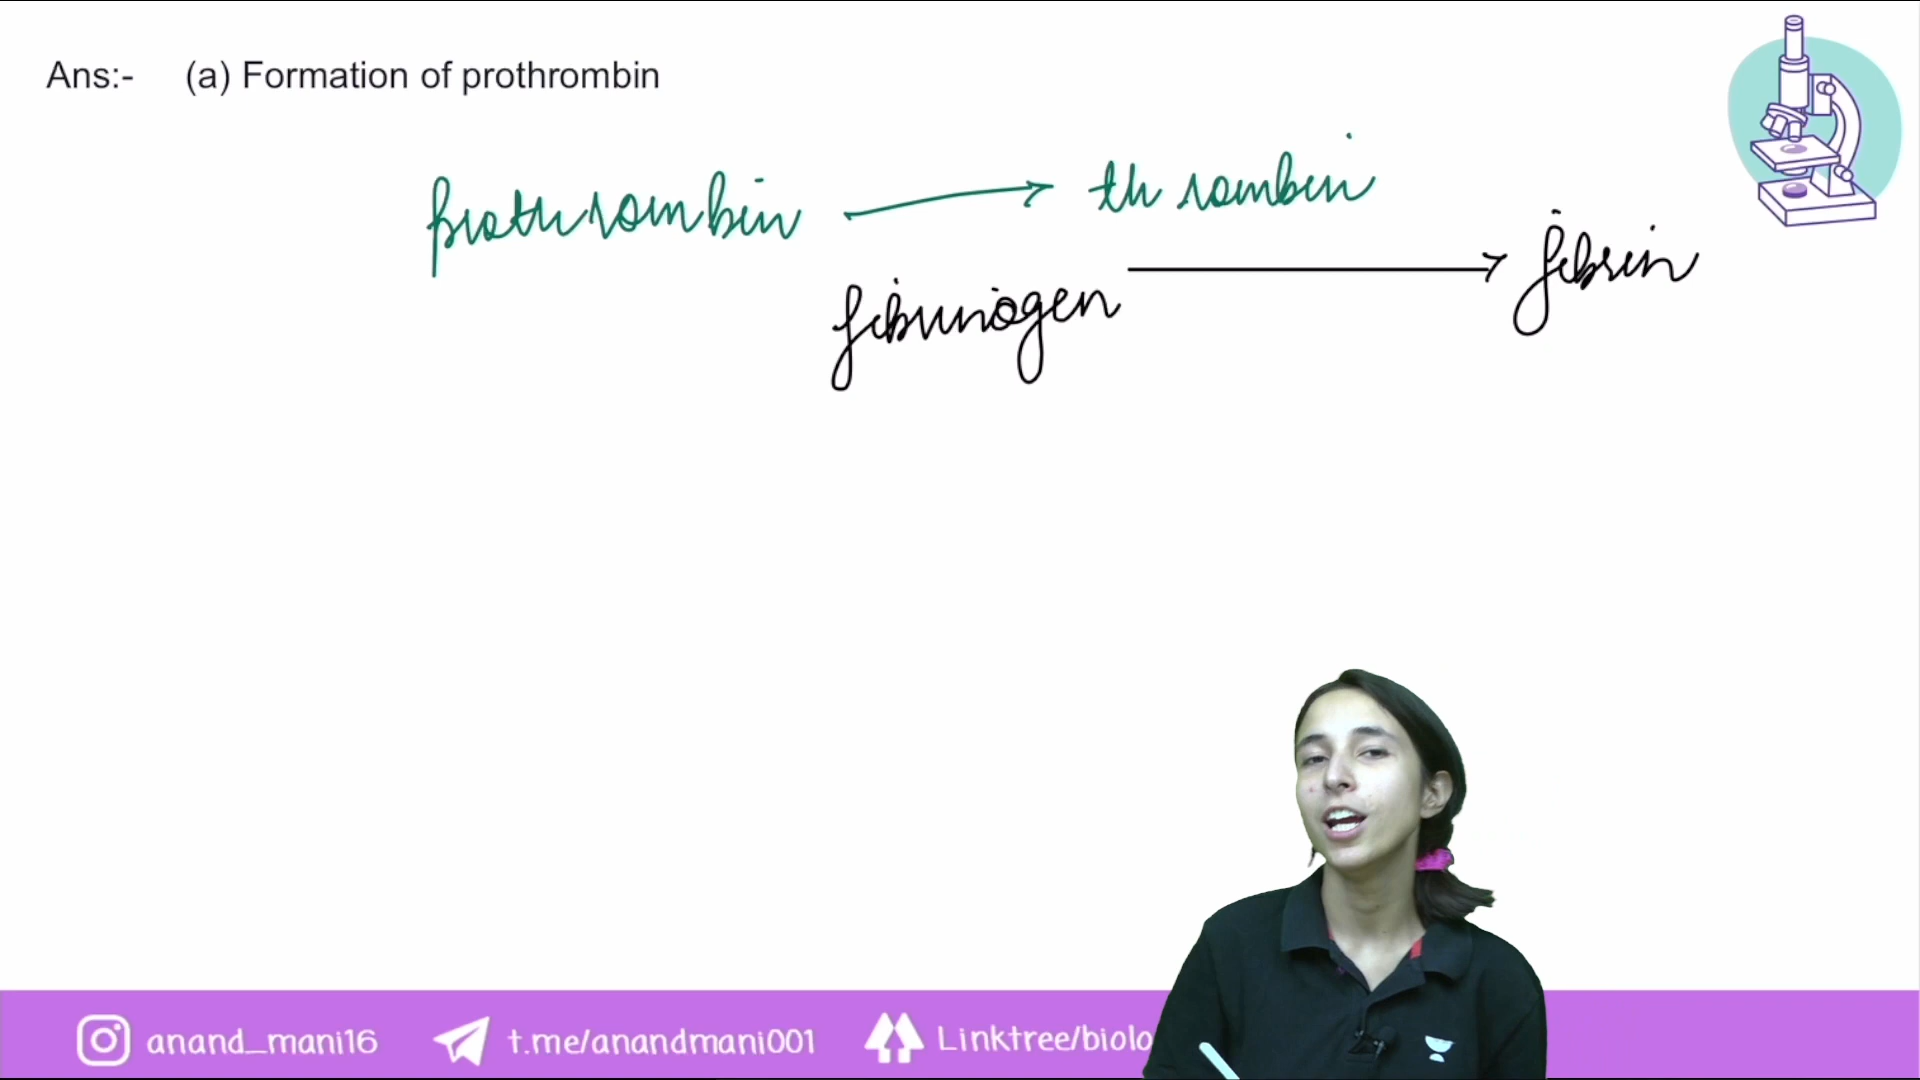 Ans:- (a) Formation of prothrombin
prothrombin → thrombin
fibrinogen → fibrin
anand_mani16 t.me/anandmani001 Linktree/biolo